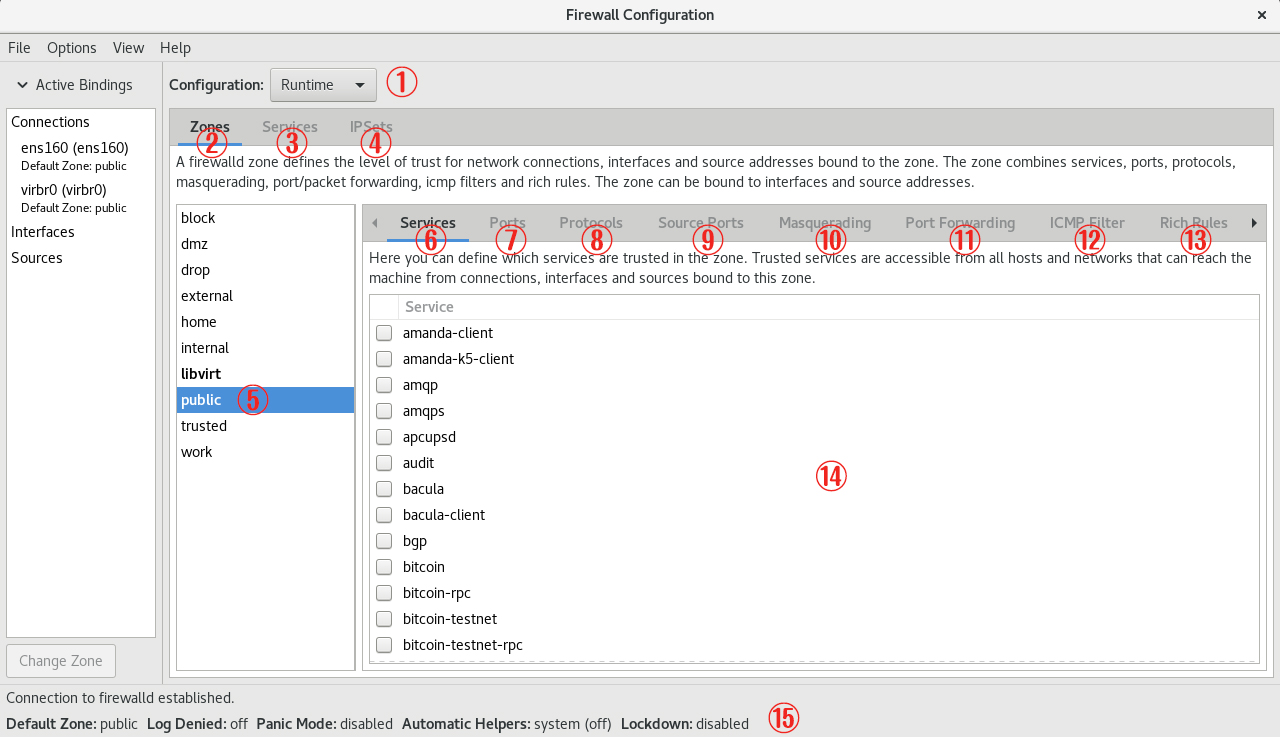 Firewall Configuration ×
File Options View Help
Active Bindings
Connections
ens160 (ens160)
Default Zone: public
virbr0 (virbr0)
Default Zone: public
Interfaces
Sources
Change Zone
Configuration: Runtime ①
Zones Services IPSets
② ③ ④
A firewalld zone defines the level of trust for network connections, interfaces and source addresses bound to the zone. The zone combines services, ports, protocols,
masquerading, port/packet forwarding, icmp filters and rich rules. The zone can be bound to interfaces and source addresses.
block
dmz
drop
external
home
internal
libvirt
public ⑤
trusted
work
Services Ports Protocols Source Ports Masquerading Port Forwarding ICMP Filter Rich Rules
⑥ ⑦ ⑧ ⑨ ⑩ ⑪ ⑫ ⑬
Here you can define which services are trusted in the zone. Trusted services are accessible from all hosts and networks that can reach the
machine from connections, interfaces and sources bound to this zone.
Service
amanda-client
amanda-k5-client
amqp
amqps
apcupsd
audit
⑭
bacula
bacula-client
bgp
bitcoin
bitcoin-rpc
bitcoin-testnet
bitcoin-testnet-rpc
Connection to firewalld established.
Default Zone: public Log Denied: off Panic Mode: disabled Automatic Helpers: system (off) Lockdown: disabled ⑮